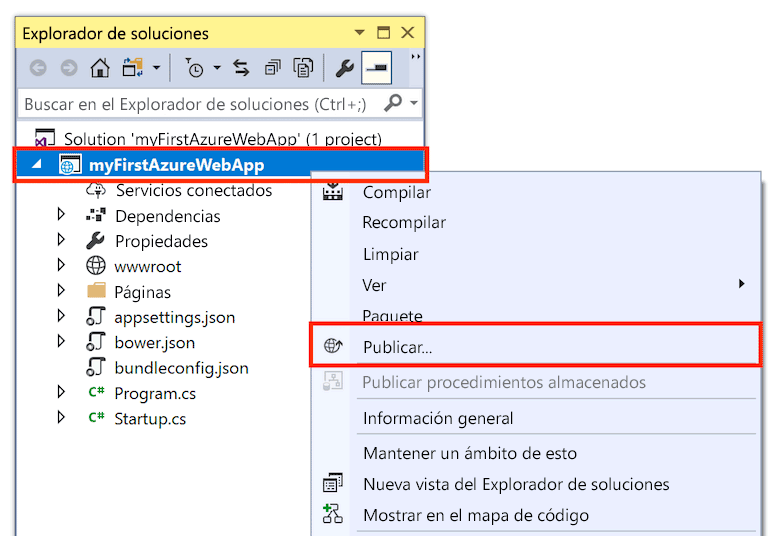 Explorador de soluciones
Buscar en el Explorador de soluciones (Ctrl+;)
Solution 'myFirstAzureWebApp' (1 project)
myFirstAzureWebApp
Servicios conectados
Dependencias
Propiedades
wwwroot
Páginas
appsettings.json
bower.json
bundleconfig.json
C# Program.cs
C# Startup.cs
Compilar
Recompilar
Limpiar
Ver
Paquete
Publicar...
Publicar procedimientos almacenados
Información general
Mantener un ámbito de esto
Nueva vista del Explorador de soluciones
Mostrar en el mapa de código